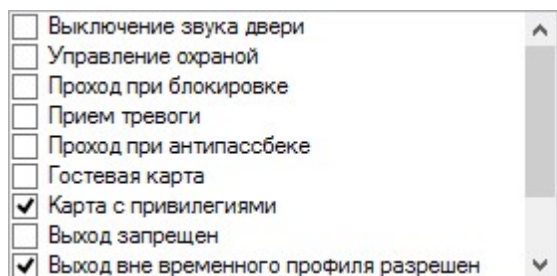 Выключение звука двери
Управление охраной
Проход при блокировке
Прием тревоги
Проход при антипассбеке
Гостевая карта
Карта с привилегиями
Выход запрещен
Выход вне временного профиля разрешен